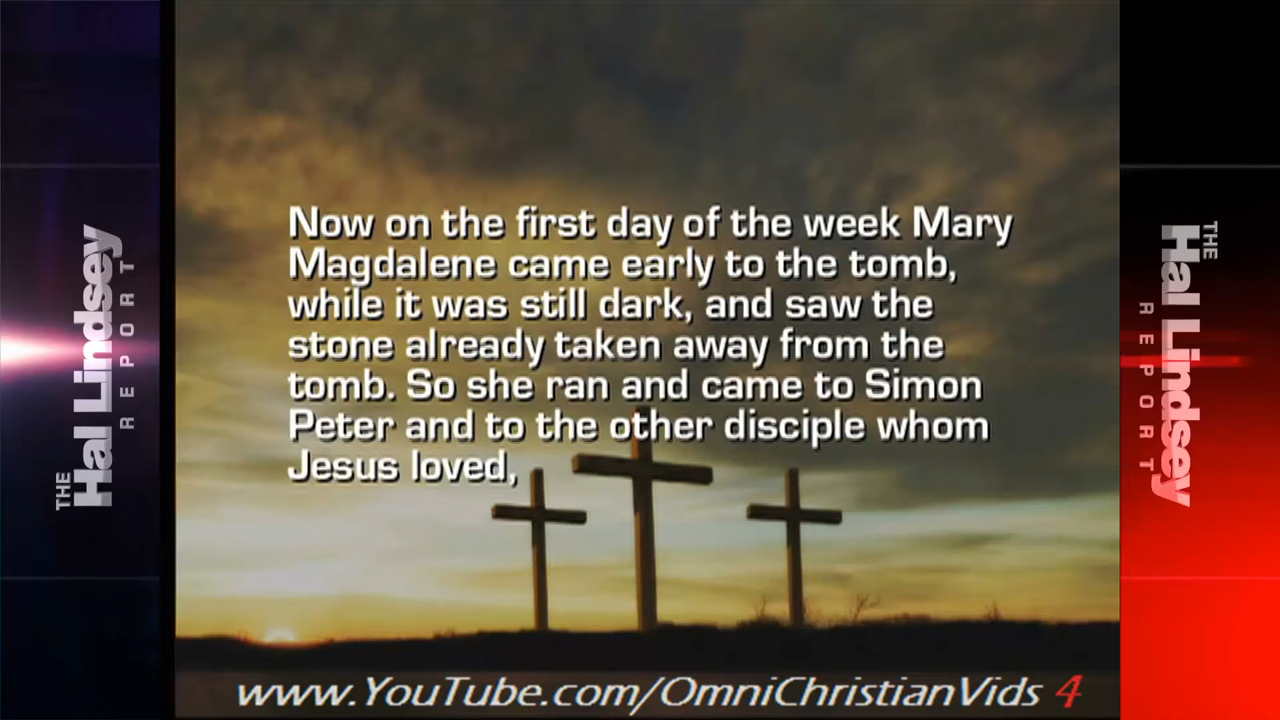 THE
Hal Lindsey
REPORT
Now on the first day of the week Mary
Magdalene came early to the tomb,
while it was still dark, and saw the
stone already taken away from the
tomb. So she ran and came to Simon
Peter and to the other disciple whom
Jesus loved,
THE
Hal Lindsey
REPORT
www.YouTube.com/OmniChristianVids 4